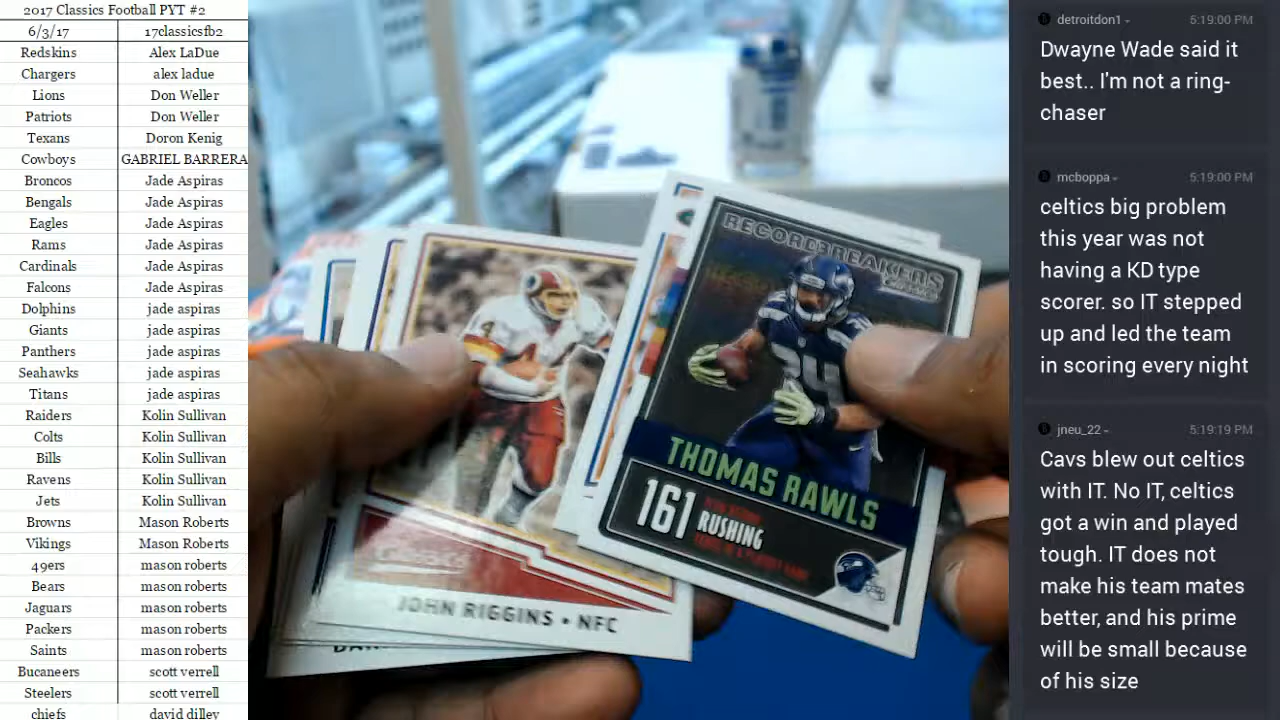 2017 Classics Football PYT #2
6/3/17 17classicsfb2
Redskins Alex LaDue
Chargers alex ladue
Lions Don Weller
Patriots Don Weller
Texans Doron Kenig
Cowboys GABRIEL BARRERA
Broncos Jade Aspiras
Bengals Jade Aspiras
Eagles Jade Aspiras
Rams Jade Aspiras
Cardinals Jade Aspiras
Falcons Jade Aspiras
Dolphins jade aspiras
Giants jade aspiras
Panthers jade aspiras
Seahawks jade aspiras
Titans jade aspiras
Raiders Kolin Sullivan
Colts Kolin Sullivan
Bills Kolin Sullivan
Ravens Kolin Sullivan
Jets Kolin Sullivan
Browns Mason Roberts
Vikings Mason Roberts
49ers mason roberts
Bears mason roberts
Jaguars mason roberts
Packers mason roberts
Saints mason roberts
Bucaneers scott verrell
Steelers scott verrell
chiefs david dilley
RECORD BREAKERS
34
THOMAS RAWLS
161
RUSHING
JOHN RIGGINS • NFC
detroitdon1 5:19:00 PM
Dwayne Wade said it
best.. I'm not a ring-
chaser
mcboppa 5:19:00 PM
celtics big problem
this year was not
having a KD type
scorer. so IT stepped
up and led the team
in scoring every night
jneu_22 5:19:19 PM
Cavs blew out celtics
with IT. No IT, celtics
got a win and played
tough. IT does not
make his team mates
better, and his prime
will be small because
of his size